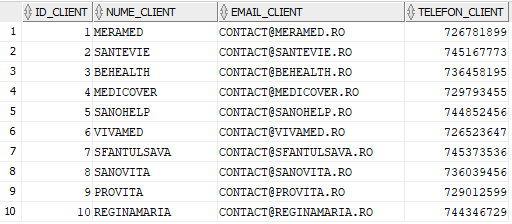 ID_CLIENT NUME_CLIENT EMAIL_CLIENT TELEFON_CLIENT
1 1 MERAMED CONTACT@MERAMED.RO 726781899
2 2 SANTEVIE CONTACT@SANTEVIE.RO 745167773
3 3 BEHEALTH CONTACT@BEHEALTH.RO 736458195
4 4 MEDICOVER CONTACT@MEDICOVER.RO 729793455
5 5 SANOHELP CONTACT@SANOHELP.RO 744852456
6 6 VIVAMED CONTACT@VIVAMED.RO 726523647
7 7 SFANTULSAVA CONTACT@SFANTULSAVA.RO 745373536
8 8 SANOVITA CONTACT@SANOVITA.RO 736039456
9 9 PROVITA CONTACT@PROVITA.RO 729012599
10 10 REGINAMARIA CONTACT@REGINAMARIA.RO 744346729